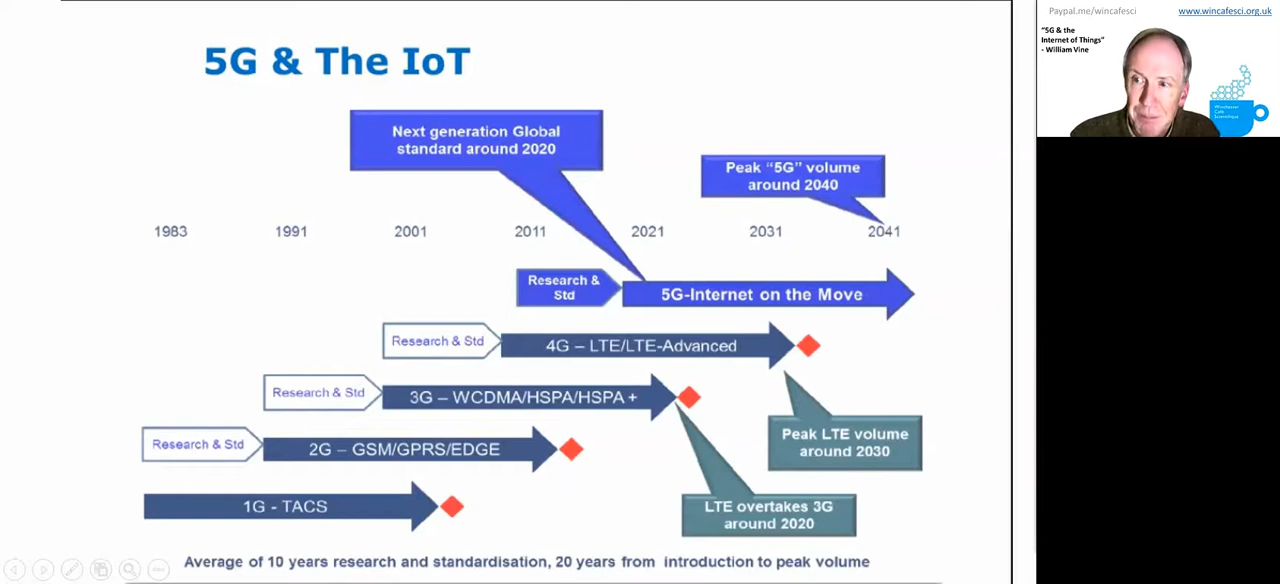 5G & The IoT
Next generation Global
standard around 2020
Peak “5G” volume
around 2040
1983 1991 2001 2011 2021 2031 2041
Research &
Std
5G-Internet on the Move
Research & Std
4G – LTE/LTE-Advanced
Research & Std
3G – WCDMA/HSPA/HSPA +
Research & Std
2G – GSM/GPRS/EDGE
1G - TACS
Peak LTE volume
around 2030
LTE overtakes 3G
around 2020
Average of 10 years research and standardisation, 20 years from introduction to peak volume
Paypal.me/wincafesci
www.wincafesci.org.uk
“5G & the
Internet of Things”
- William Vine
Winchester
Café
Scientifique